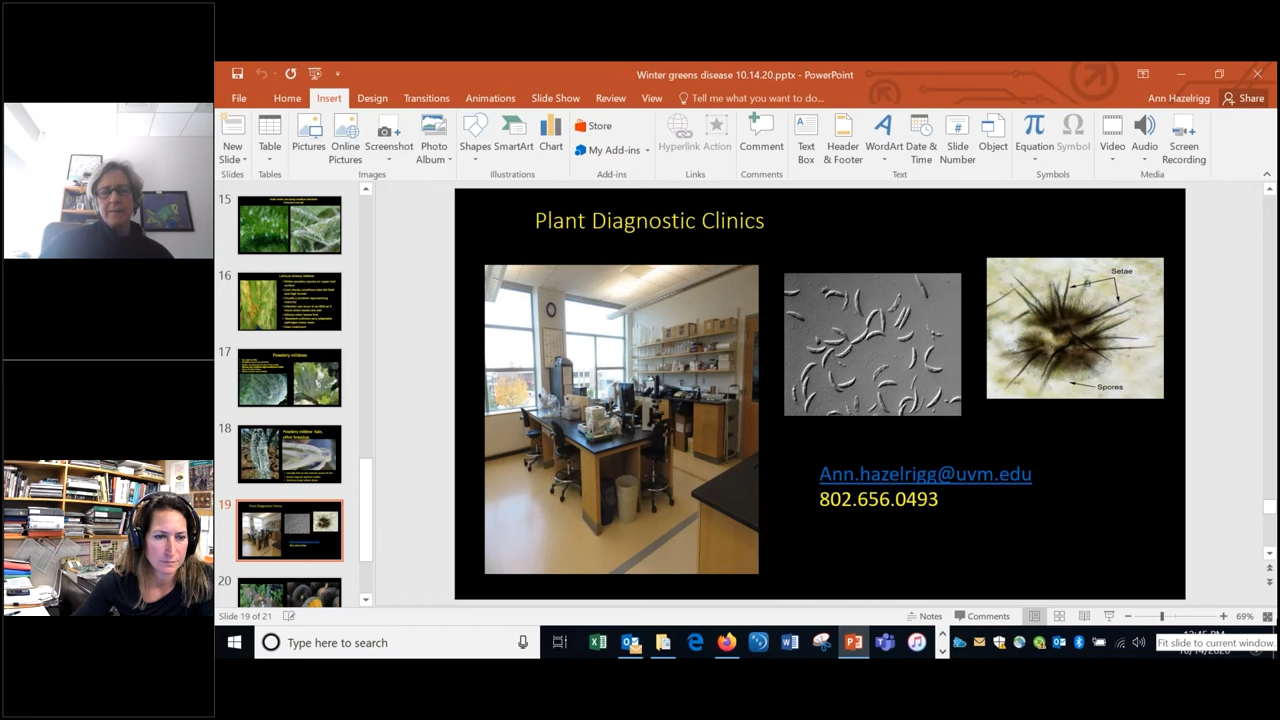 Winter greens disease 10.14.20.pptx - PowerPoint
File Home Insert Design Transitions Animations Slide Show Review View Tell me what you want to do... Ann Hazelrigg Share
New Slide
Table
Pictures
Online Pictures
Screenshot
Photo Album
Shapes
SmartArt
Chart
Store
My Add-ins
Hyperlink
Action
Comment
Text Box
Header & Footer
WordArt
Date & Time
Slide Number
Object
Equation
Symbol
Video
Audio
Screen Recording
Slides Tables Images Illustrations Add-ins Links Comments Text Symbols Media
15
16
17
Powdery mildews
18
19
Plant Diagnostic Clinics
20
Plant Diagnostic Clinics
Setae
Spores
Ann.hazelrigg@uvm.edu
802.656.0493
Slide 19 of 21
Notes Comments 69%
Type here to search
Fit slide to current window.